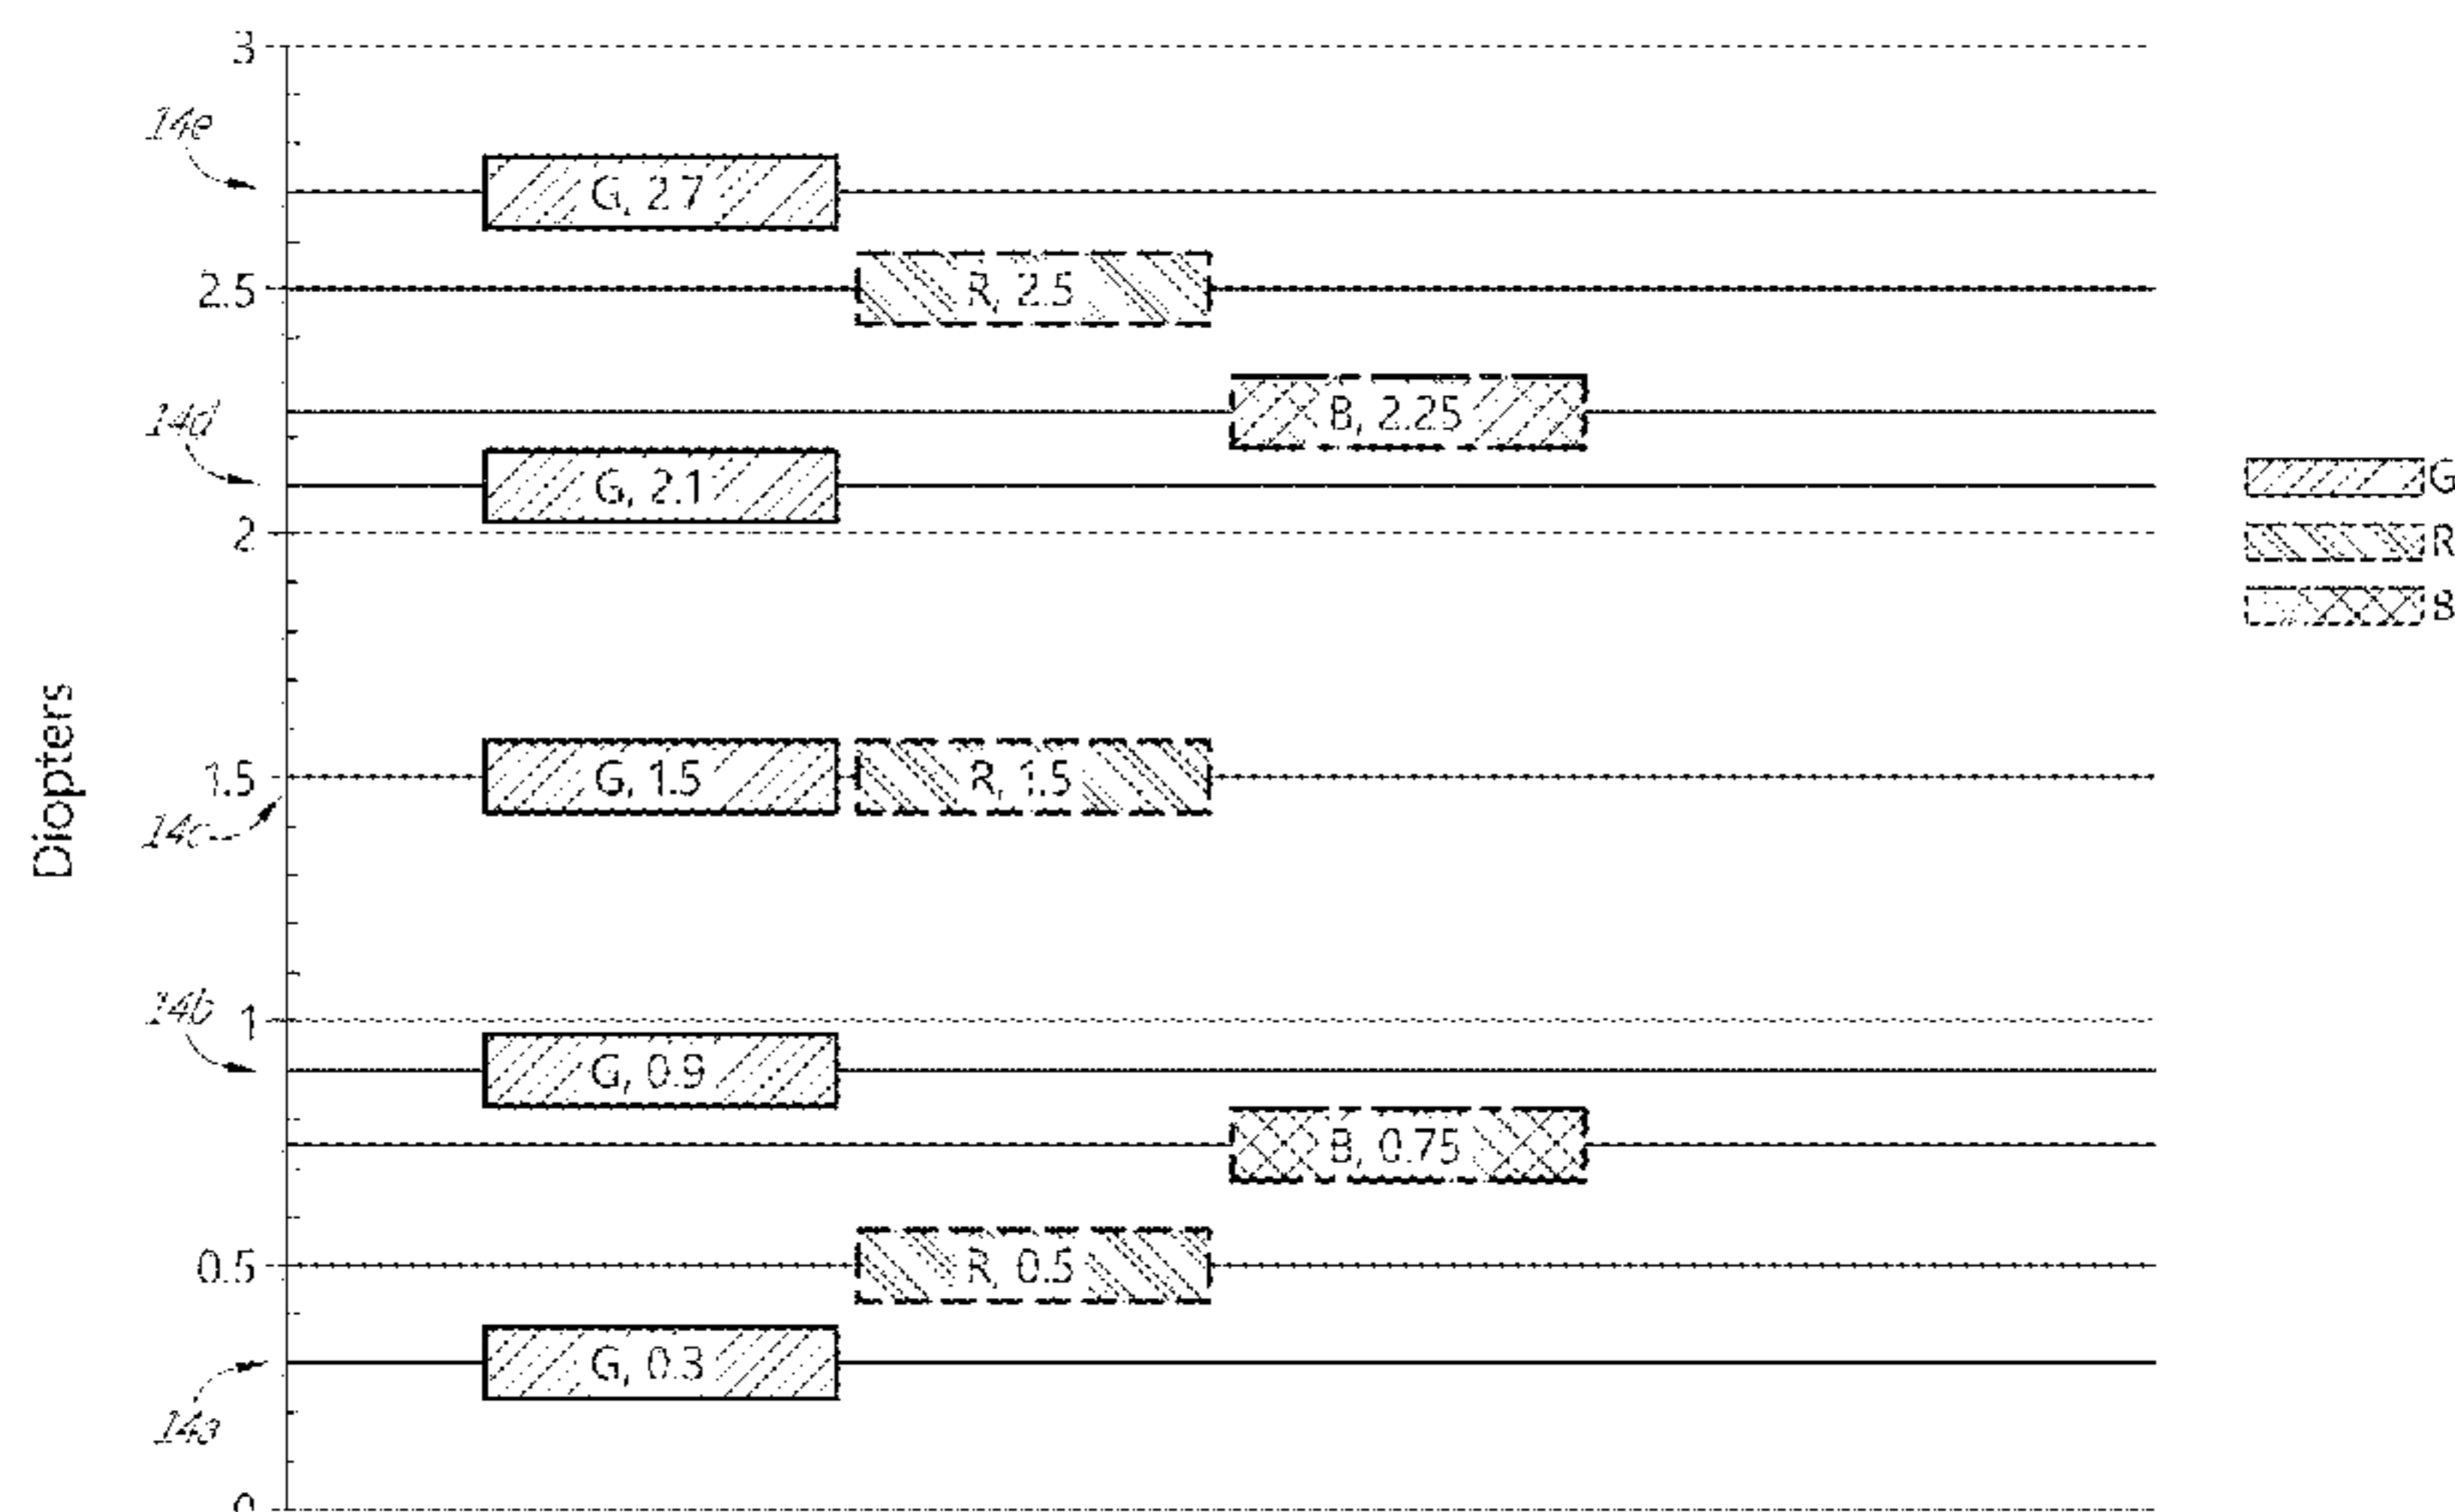 3
14e
G, 2.7
2.5
R, 2.5
14d
B, 2.25
G, 2.1
G
2
R
B
Diopters
1.5
G, 1.5
R, 1.5
14c
14b
1
G, 0.9
B, 0.75
0.5
R, 0.5
G, 0.3
14a
0